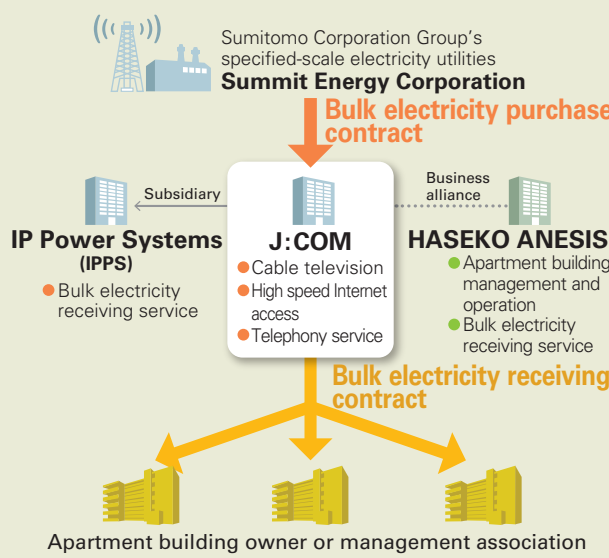 Sumitomo Corporation Group's
specified-scale electricity utilities
Summit Energy Corporation
Bulk electricity purchase
contract
Subsidiary
Business
alliance
IP Power Systems
(IPPS)
Bulk electricity
receiving service
J:COM
Cable television
High speed Internet
access
Telephony service
HASEKO ANESIS
Apartment building
management and
operation
Bulk electricity
receiving service
Bulk electricity receiving
contract
Apartment building owner or management association